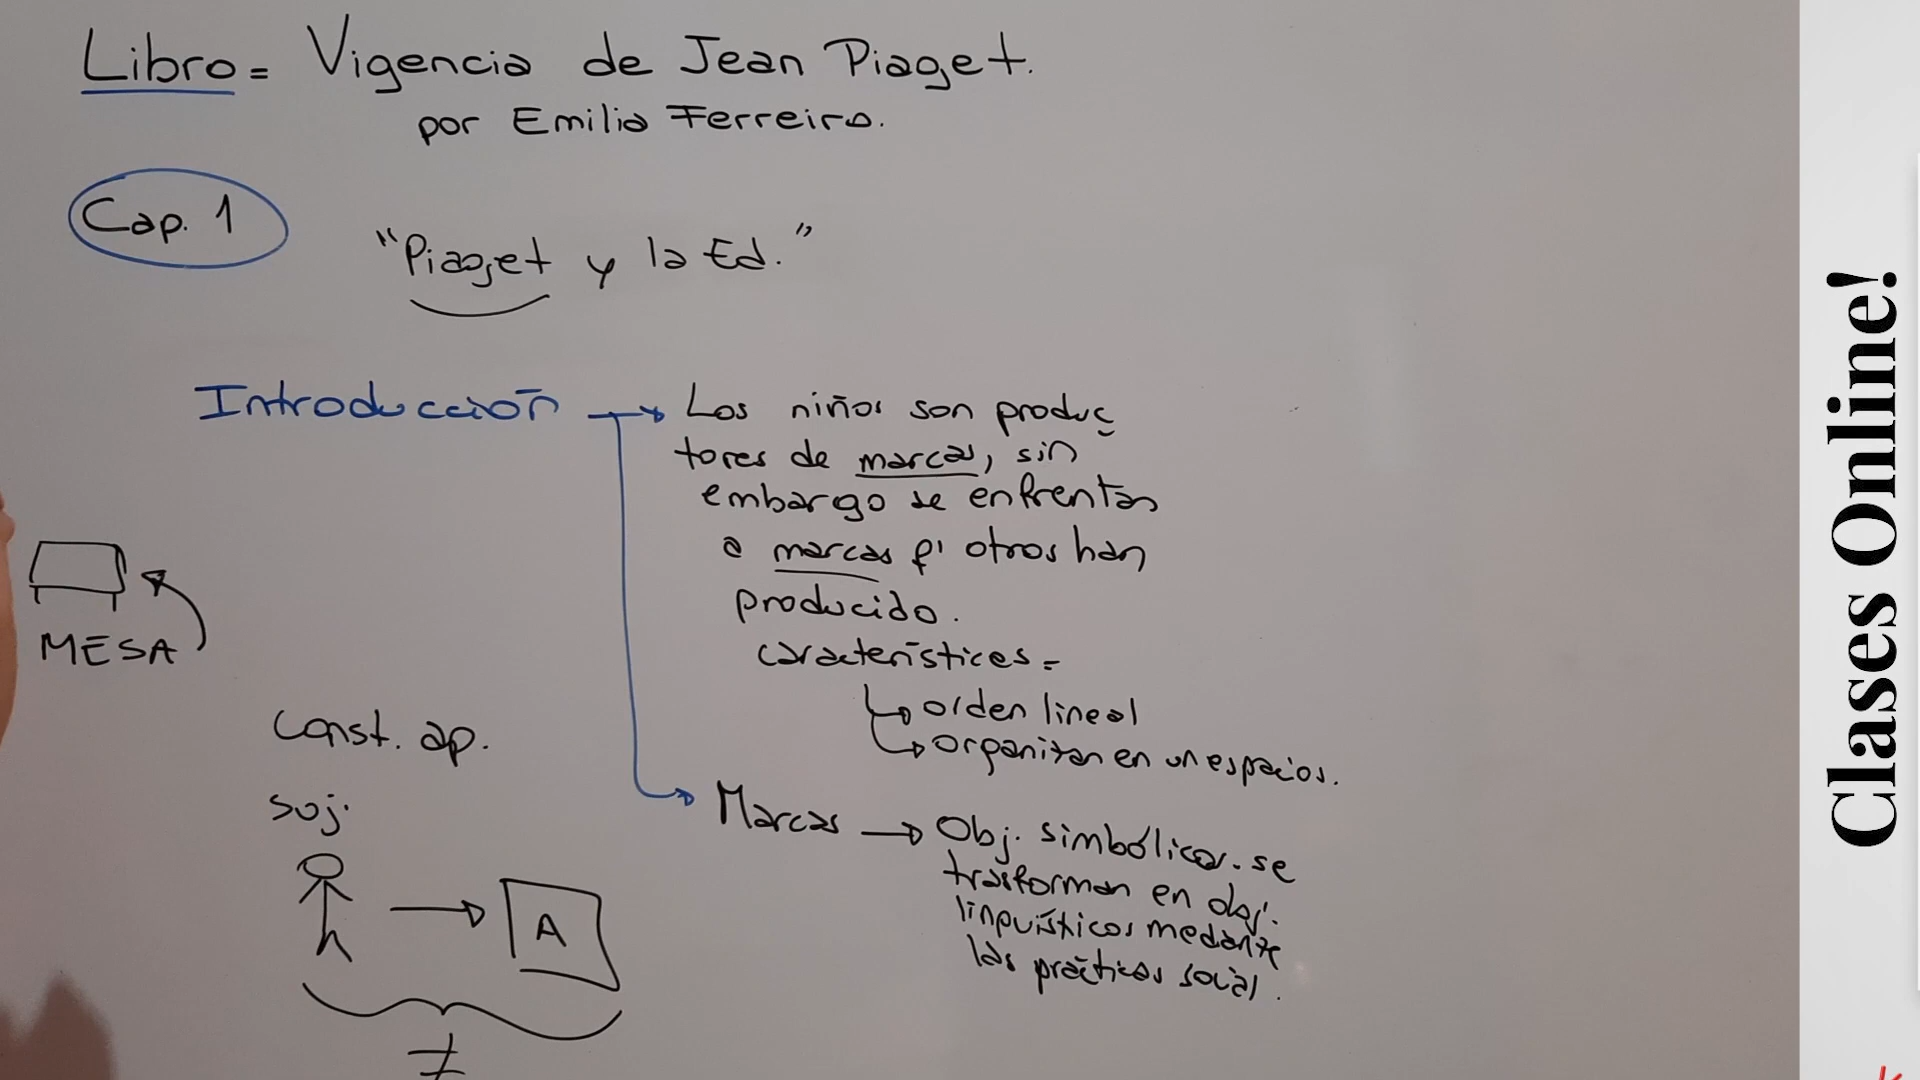 Libro = Vigencia de Jean Piaget.
por Emilia Ferreiro.
Cap. 1
"Piaget y la Ed."
Introducción → Los niños son produc
tores de marcas, sin
embargo se enfrentan
a marcas q' otros han
producido.
características =
→ orden lineal
→ organizan en un espacios.
MESA
Const. ap.
suj.
A
≠
Marcas → Obj. simbólicos. se
trasforman en obj.
linguísticos mediante
las prácticas social.
Clases Online!